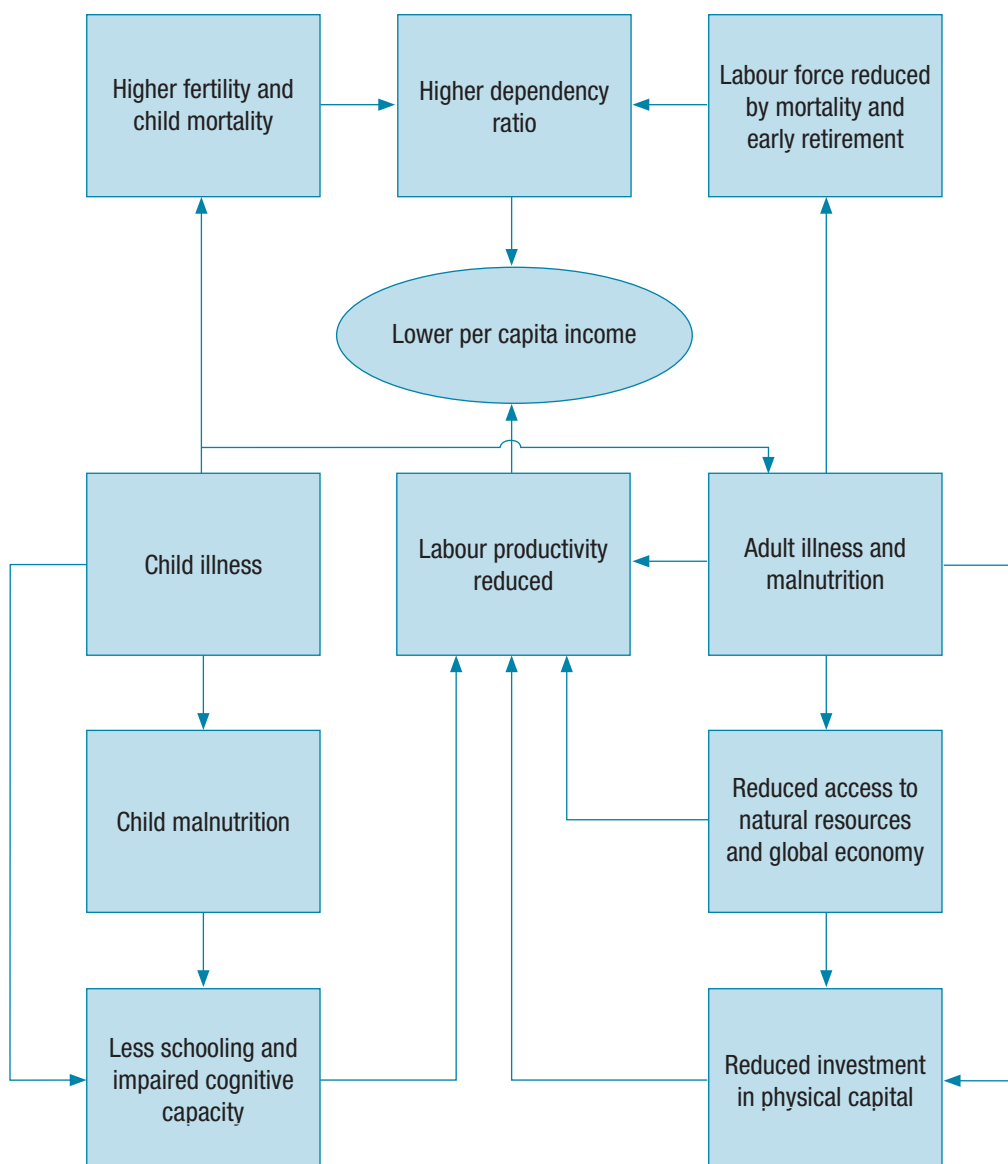 Higher fertility and
child mortality
Higher dependency
ratio
Labour force reduced
by mortality and
early retirement
Lower per capita income
Child illness
Labour productivity
reduced
Adult illness and
malnutrition
Child malnutrition
Reduced access to
natural resources
and global economy
Less schooling and
impaired cognitive
capacity
Reduced investment
in physical capital